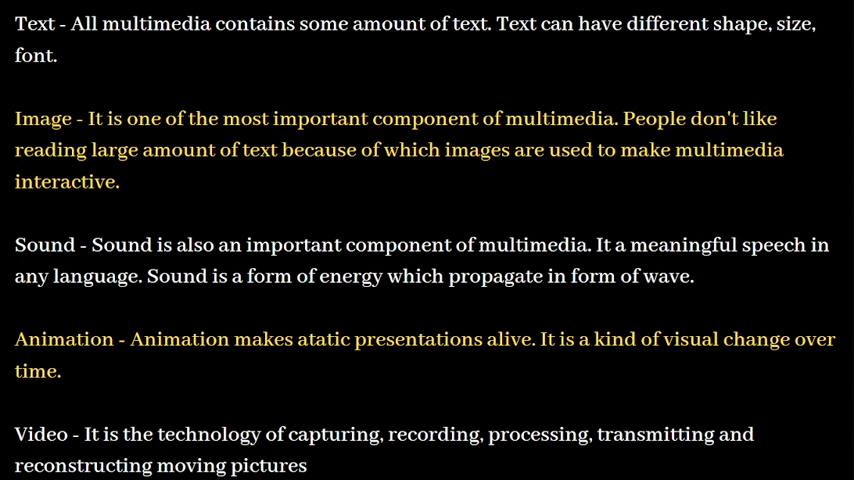 Text - All multimedia contains some amount of text. Text can have different shape, size,
font.
Image - It is one of the most important component of multimedia. People don't like
reading large amount of text because of which images are used to make multimedia
interactive.
Sound - Sound is also an important component of multimedia. It a meaningful speech in
any language. Sound is a form of energy which propagate in form of wave.
Animation - Animation makes atatic presentations alive. It is a kind of visual change over
time.
Video - It is the technology of capturing, recording, processing, transmitting and
reconstructing moving pictures